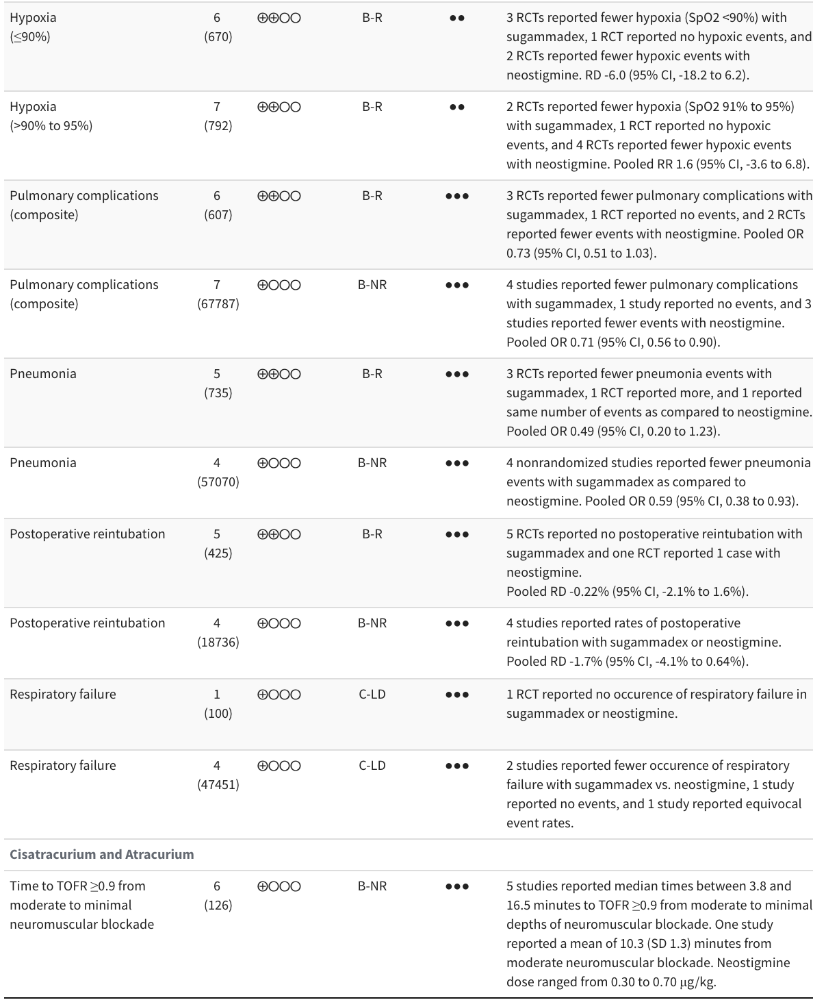 Hypoxia 6 ⊕⊕○○ B-R ●● 3 RCTs reported fewer hypoxia (SpO2 <90%) with
(≤90%) (670) sugammadex, 1 RCT reported no hypoxic events, and
2 RCTs reported fewer hypoxic events with
neostigmine. RD -6.0 (95% CI, -18.2 to 6.2).
Hypoxia 7 ⊕⊕○○ B-R ●● 2 RCTs reported fewer hypoxia (SpO2 91% to 95%)
(>90% to 95%) (792) with sugammadex, 1 RCT reported no hypoxic
events, and 4 RCTs reported fewer hypoxic events
with neostigmine. Pooled RR 1.6 (95% CI, -3.6 to 6.8).
Pulmonary complications 6 ⊕⊕○○ B-R ●●● 3 RCTs reported fewer pulmonary complications with
(composite) (607) sugammadex, 1 RCT reported no events, and 2 RCTs
reported fewer events with neostigmine. Pooled OR
0.73 (95% CI, 0.51 to 1.03).
Pulmonary complications 7 ⊕○○○ B-NR ●●● 4 studies reported fewer pulmonary complications
(composite) (67787) with sugammadex, 1 study reported no events, and 3
studies reported fewer events with neostigmine.
Pooled OR 0.71 (95% CI, 0.56 to 0.90).
Pneumonia 5 ⊕⊕○○ B-R ●●● 3 RCTs reported fewer pneumonia events with
(735) sugammadex, 1 RCT reported more, and 1 reported
same number of events as compared to neostigmine.
Pooled OR 0.49 (95% CI, 0.20 to 1.23).
Pneumonia 4 ⊕○○○ B-NR ●●● 4 nonrandomized studies reported fewer pneumonia
(57070) events with sugammadex as compared to
neostigmine. Pooled OR 0.59 (95% CI, 0.38 to 0.93).
Postoperative reintubation 5 ⊕⊕○○ B-R ●●● 5 RCTs reported no postoperative reintubation with
(425) sugammadex and one RCT reported 1 case with
neostigmine.
Pooled RD -0.22% (95% CI, -2.1% to 1.6%).
Postoperative reintubation 4 ⊕○○○ B-NR ●●● 4 studies reported rates of postoperative
(18736) reintubation with sugammadex or neostigmine.
Pooled RD -1.7% (95% CI, -4.1% to 0.64%).
Respiratory failure 1 ⊕○○○ C-LD ●●● 1 RCT reported no occurence of respiratory failure in
(100) sugammadex or neostigmine.
Respiratory failure 4 ⊕○○○ C-LD ●●● 2 studies reported fewer occurence of respiratory
(47451) failure with sugammadex vs. neostigmine, 1 study
reported no events, and 1 study reported equivocal
event rates.
Cisatracurium and Atracurium
Time to TOFR ≥0.9 from 6 ⊕○○○ B-NR ●●● 5 studies reported median times between 3.8 and
moderate to minimal (126) 16.5 minutes to TOFR ≥0.9 from moderate to minimal
neuromuscular blockade depths of neuromuscular blockade. One study
reported a mean of 10.3 (SD 1.3) minutes from
moderate neuromuscular blockade. Neostigmine
dose ranged from 0.30 to 0.70 μg/kg.